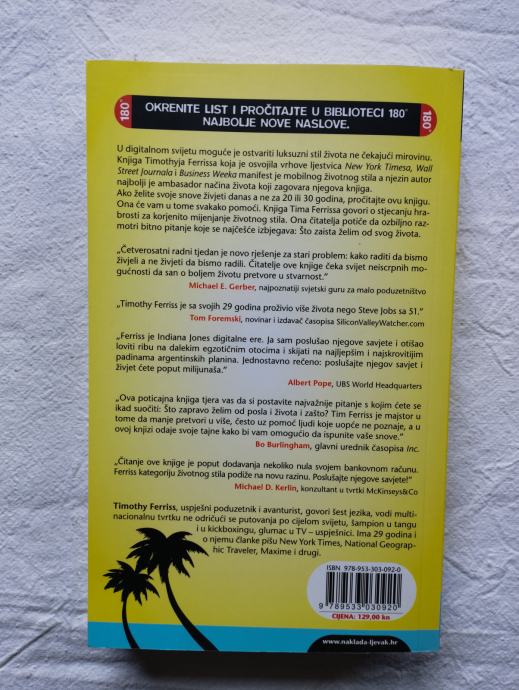 180°
OKRENITE LIST I PROČITAJTE U BIBLIOTECI 180°
NAJBOLJE NOVE NASLOVE.
180°
U digitalnom svijetu moguće je ostvariti luksuzni stil života ne čekajući mirovinu.
Knjiga Timothyja Ferrissa koja je osvojila vrhove ljestvica New York Timesa, Wall
Street Journala i Business Weeka manifest je mobilnog životnog stila a njezin autor
najbolji je ambasador načina života koji zagovara njegova knjiga.
Ako želite svoje snove živjeti danas a ne za 20 ili 30 godina, pročitajte ovu knjigu.
Ona će vam u tome svakako pomoći. Knjiga Tima Ferrissa govori o stjecanju hra-
brosti za korjenito mijenjanje životnog stila. Ona čitatelja potiče da ozbiljno raz-
motri bitno pitanje koje se najčešće izbjegava: Što zaista želim od svog života.
„Četverosatni radni tjedan je novo rješenje za stari problem: kako raditi da bismo
živjeli a ne živjeti da bismo radili. Čitatelje ove knjige čeka svijet neiscrpnih mo-
gućnosti da san o boljem životu pretvore u stvarnost.”
Michael E. Gerber, najpoznatiji svjetski guru za malo poduzetništvo
„Timothy Ferriss je sa svojih 29 godina proživio više života nego Steve Jobs sa 51.”
Tom Foremski, novinar i izdavač časopisa SiliconValleyWatcher.com
„Ferriss je Indiana Jones digitalne ere. Ja sam poslušao njegove savjete i otišao
loviti ribu na dalekim egzotičnim otocima i skijati na najljepšim i najskrovitijim
padinama argentinskih planina. Jednostavno rečeno: poslušajte njegov savjet i
živjet ćete poput milijunaša.”
Albert Pope, UBS World Headquarters
„Ova poticajna knjiga tjera vas da si postavite najvažnije pitanje s kojim ćete se
ikad suočiti: Što zapravo želim od posla i života i zašto? Tim Ferriss je majstor u
tome da manje pretvori u više, često uz pomoć ljudi koje uopće ne poznaje, a u
ovoj knjizi odaje svoje tajne kako bi vam omogućio da ispunite vaše snove.”
Bo Burlingham, glavni urednik časopisa Inc.
„Čitanje ove knjige je poput dodavanja nekoliko nula svojem bankovnom računu.
Ferriss kategoriju životnog stila podiže na novu razinu. Poslušajte njegove savjete!”
Michael D. Kerlin, konzultant u tvrtki McKinsey&Co
Timothy Ferriss, uspješni poduzetnik i avanturist, govori šest jezika, vodi multi-
nacionalnu tvrtku ne odričući se putovanja po cijelom svijetu, šampion u tangu
i u kickboxingu, glumac u TV – uspješnici. Ima 29 godina i
o njemu članke pišu New York Times, National Geograp-
hic Traveler, Maxime i drugi.
ISBN 978-953-303-092-0
9 789533 030920
CIJENA: 129,00 kn
www.naklada-ljevak.hr